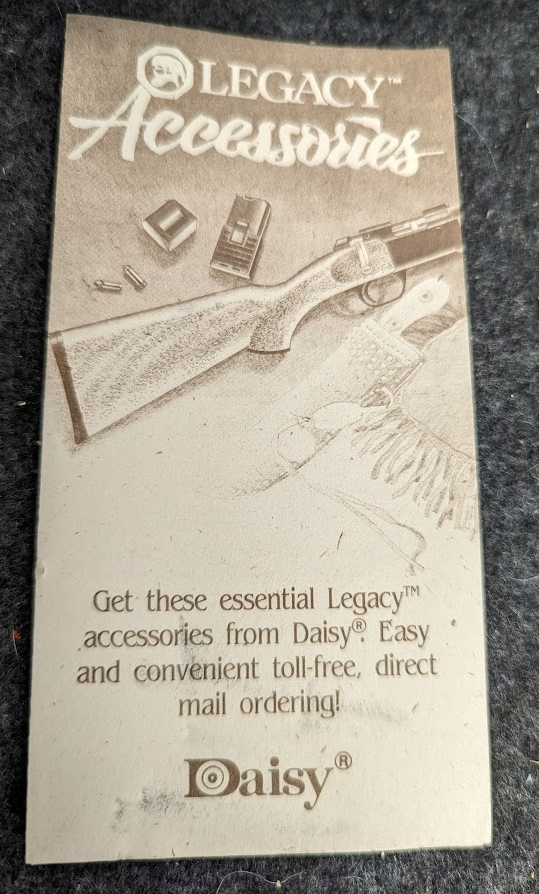 LEGACY™
Accessories
Get these essential Legacy™
accessories from Daisy®. Easy
and convenient toll-free, direct
mail ordering!
Daisy®